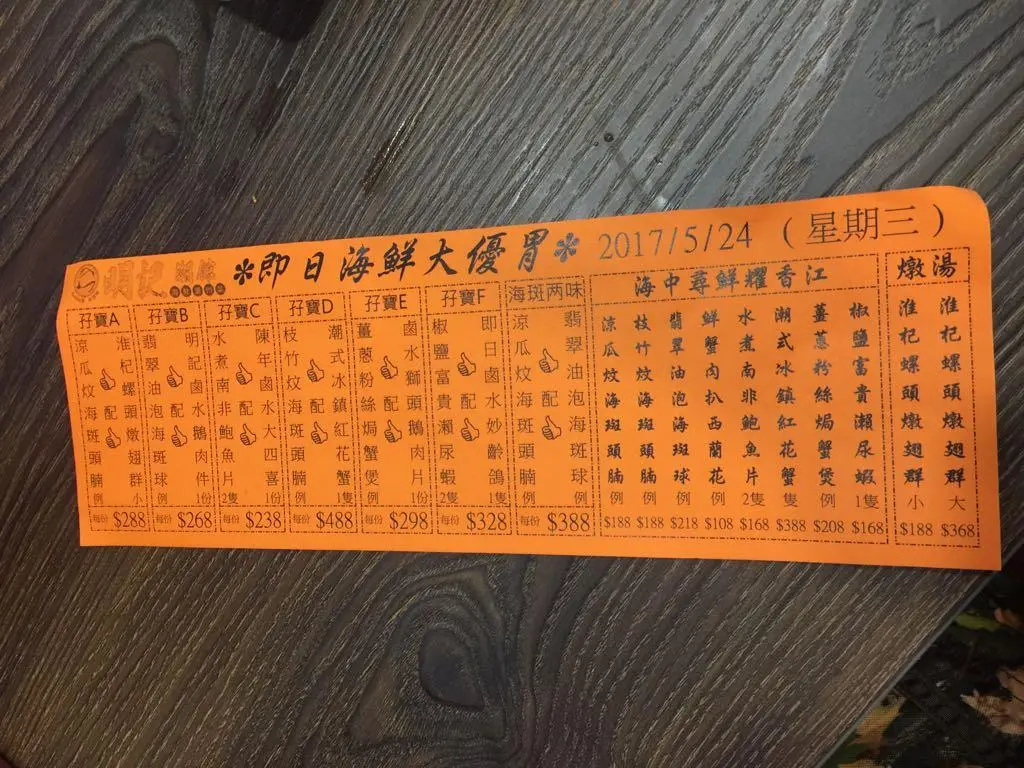 明記
*即日海鮮大優胃*
2017/5/24 (星期三)
孖寶A
淮杞螺頭燉翅群 小
配
涼瓜炆海斑頭腩 例
每份 $288
孖寶B
明記鹵水鵝肉件 1份
配
翡翠油泡海斑球 例
每份 $268
孖寶C
陳年鹵水大四喜 1份
配
水煮南非鮑魚片 2隻
每份 $238
孖寶D
潮式冰鎮紅花蟹 1隻
配
枝竹炆海斑頭腩 例
每份 $488
孖寶E
鹵水獅頭鵝肉片 1份
配
薑蔥粉絲焗蟹煲 例
每份 $298
孖寶F
即日鹵水妙齡鴿 1隻
配
椒鹽富貴瀨尿蝦 2隻
每份 $328
海斑两味
翡翠油泡海斑球 例
配
涼瓜炆海斑頭腩 例
每份 $388
海中尋鮮耀香江
椒鹽富貴瀨尿蝦 1隻 $168
薑蔥粉絲焗蟹煲 例 $208
潮式冰鎮紅花蟹 隻 $388
水煮南非鮑魚片 2隻 $168
鮮蟹肉扒西蘭花 例 $108
翡翠油泡海斑球 例 $218
枝竹炆海斑頭腩 例 $188
涼瓜炆海斑頭腩 例 $188
燉湯
淮杞螺頭燉翅群 大 $368
淮杞螺頭燉翅群 小 $188